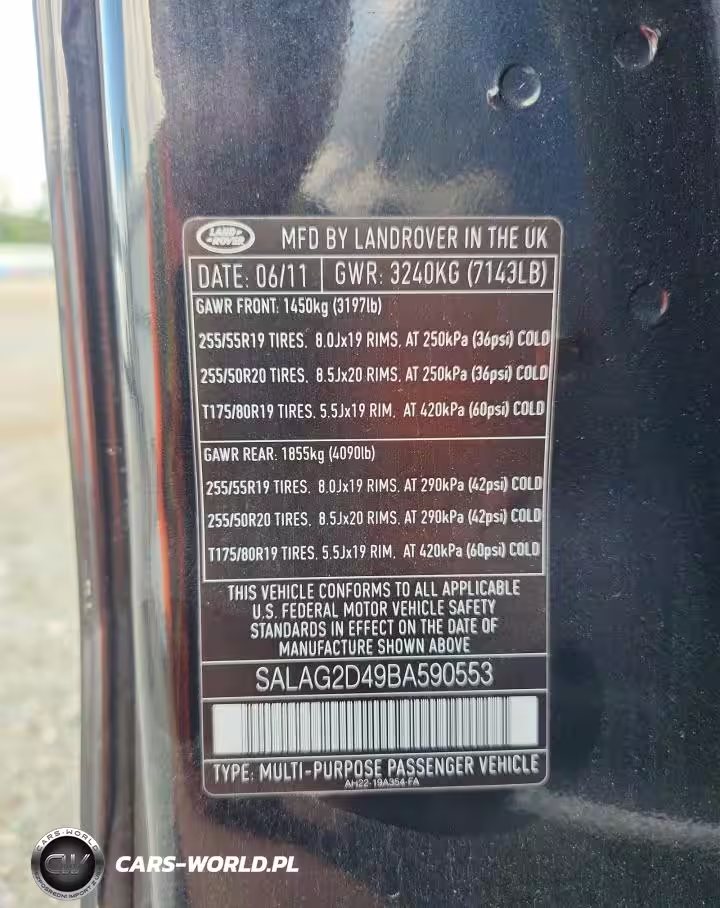 LAND ROVER
MFD BY LANDROVER IN THE UK
DATE: 06/11 GWR: 3240KG (7143LB)
GAWR FRONT: 1450kg (3197lb)
255/55R19 TIRES, 8.0Jx19 RIMS, AT 250kPa (36psi) COLD
255/50R20 TIRES, 8.5Jx20 RIMS, AT 250kPa (36psi) COLD
T175/80R19 TIRES, 5.5Jx19 RIM, AT 420kPa (60psi) COLD
GAWR REAR: 1855kg (4090lb)
255/55R19 TIRES, 8.0Jx19 RIMS, AT 290kPa (42psi) COLD
255/50R20 TIRES, 8.5Jx20 RIMS, AT 290kPa (42psi) COLD
T175/80R19 TIRES, 5.5Jx19 RIM, AT 420kPa (60psi) COLD
THIS VEHICLE CONFORMS TO ALL APPLICABLE
U.S. FEDERAL MOTOR VEHICLE SAFETY
STANDARDS IN EFFECT ON THE DATE OF
MANUFACTURE SHOWN ABOVE
SALAG2D49BA590553
TYPE: MULTI-PURPOSE PASSENGER VEHICLE
AH22-19A354-FA
CARS-WORLD
CW
CARS-WORLD.PL